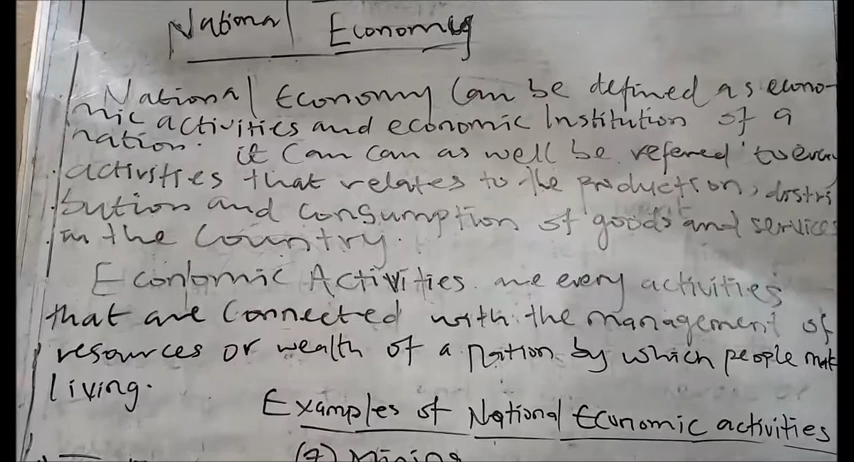 National Economics
National Economy can be defined as econo-
mic activities and economic Institution of a
nation. it can can as well be refered to every
activities that relates to the production, distri
bution and consumption of goods and services
in the country.
Economic Activities are every activities
that are connected with the management of
resources or wealth of a nation by which people make
living.
Examples of National Economic activities
(a) Mining